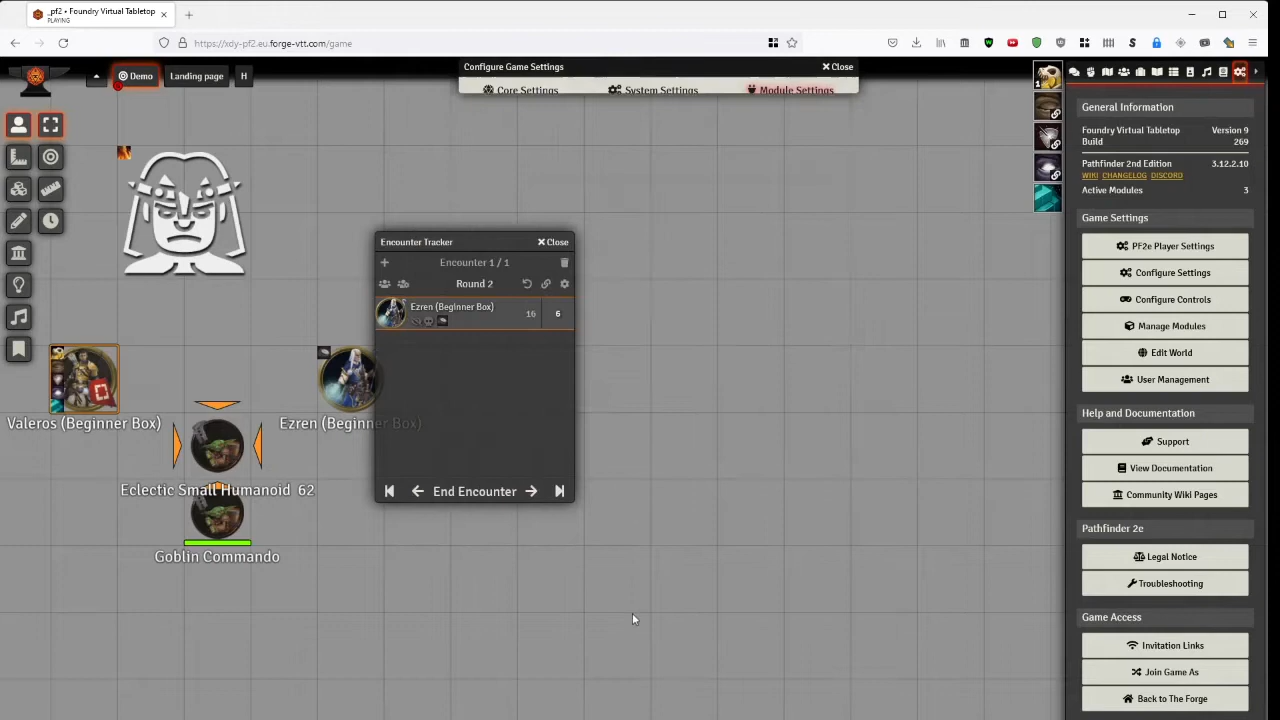 _pf2 • Foundry Virtual Tabletop
PLAYING
https://xdy-pf2.eu.forge-vtt.com/game
Demo
Landing page
H
Configure Game Settings
Close
Core Settings
System Settings
Module Settings
1
General Information
Foundry Virtual Tabletop
Version 9
Build
269
Pathfinder 2nd Edition
3.12.2.10
WIKI CHANGELOG DISCORD
Active Modules
3
Game Settings
PF2e Player Settings
Configure Settings
Configure Controls
Manage Modules
Edit World
User Management
Help and Documentation
Support
View Documentation
Community Wiki Pages
Pathfinder 2e
Legal Notice
Troubleshooting
Game Access
Invitation Links
Join Game As
Back to The Forge
Encounter Tracker
Close
Encounter 1 / 1
Round 2
Ezren (Beginner Box)
16
6
End Encounter
Valeros (Beginner Box)
Ezren (Beginner Box)
Eclectic Small Humanoid 62
Goblin Commando